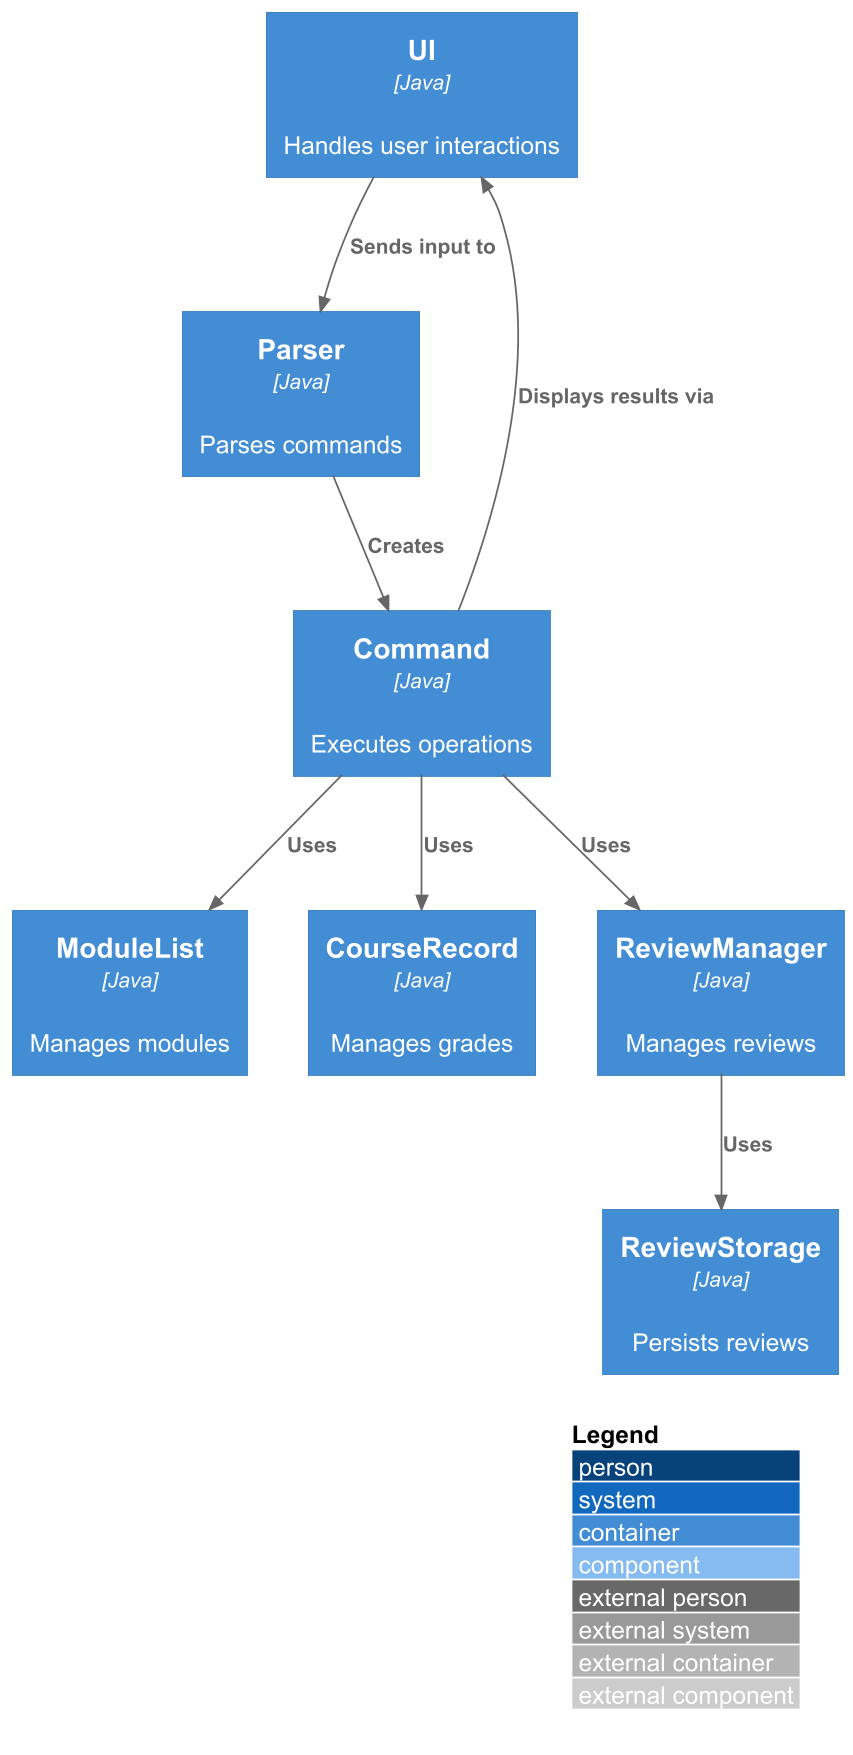 UI
[Java]
Handles user interactions
Sends input to
Parser
[Java]
Parses commands
Displays results via
Creates
Command
[Java]
Executes operations
Uses
Uses
Uses
ModuleList
[Java]
Manages modules
CourseRecord
[Java]
Manages grades
ReviewManager
[Java]
Manages reviews
Uses
ReviewStorage
[Java]
Persists reviews
Legend
person
system
container
component
external person
external system
external container
external component